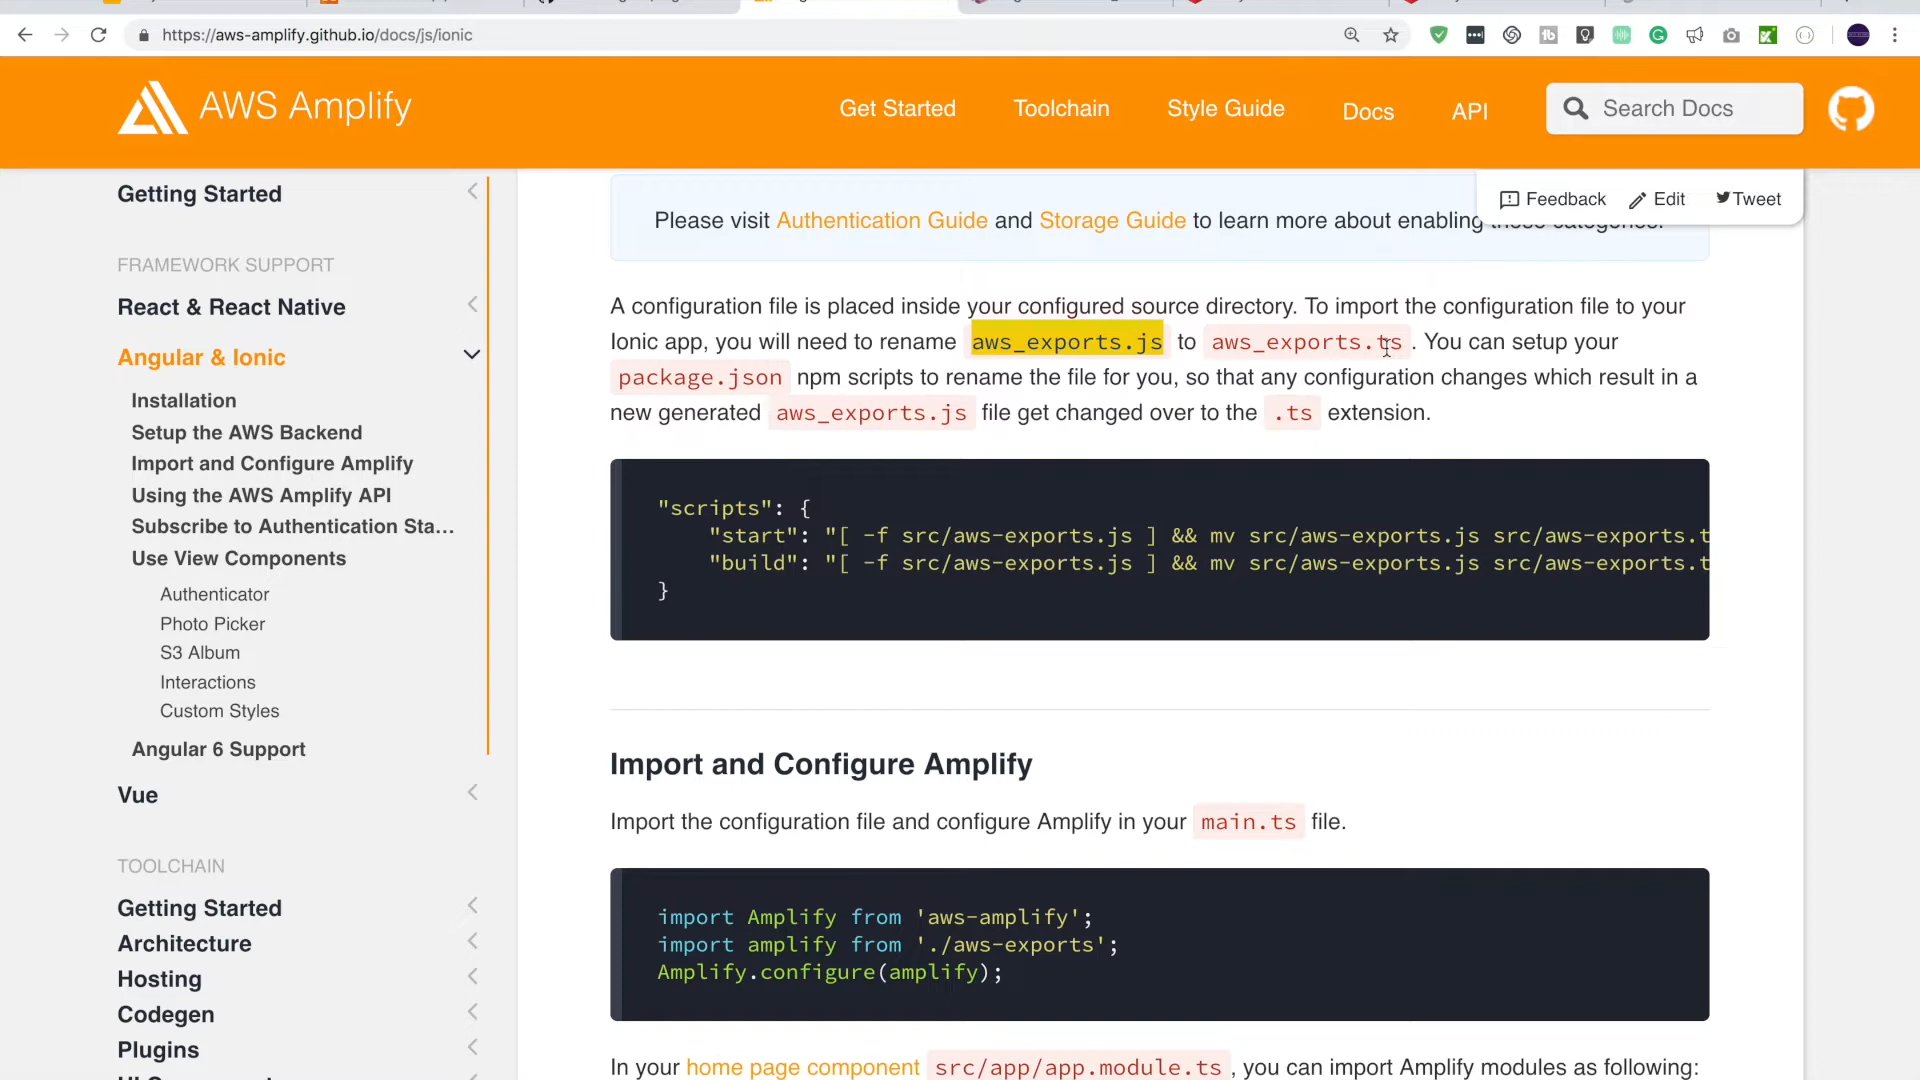 https://aws-amplify.github.io/docs/js/ionic
AWS Amplify
Get Started
Toolchain
Style Guide
Docs
API
Search Docs
Feedback
Edit
Tweet
Getting Started
FRAMEWORK SUPPORT
React & React Native
Angular & Ionic
Installation
Setup the AWS Backend
Import and Configure Amplify
Using the AWS Amplify API
Subscribe to Authentication Sta...
Use View Components
Authenticator
Photo Picker
S3 Album
Interactions
Custom Styles
Angular 6 Support
Vue
TOOLCHAIN
Getting Started
Architecture
Hosting
Codegen
Plugins
Please visit Authentication Guide and Storage Guide to learn more about enabling these categories.
A configuration file is placed inside your configured source directory. To import the configuration file to your
Ionic app, you will need to rename aws_exports.js to aws_exports.ts. You can setup your
package.json npm scripts to rename the file for you, so that any configuration changes which result in a
new generated aws_exports.js file get changed over to the .ts extension.
"scripts": {
"start": "[ -f src/aws-exports.js ] && mv src/aws-exports.js src/aws-exports.t
"build": "[ -f src/aws-exports.js ] && mv src/aws-exports.js src/aws-exports.t
}
Import and Configure Amplify
Import the configuration file and configure Amplify in your main.ts file.
import Amplify from 'aws-amplify';
import amplify from './aws-exports';
Amplify.configure(amplify);
In your home page component src/app/app.module.ts, you can import Amplify modules as following: